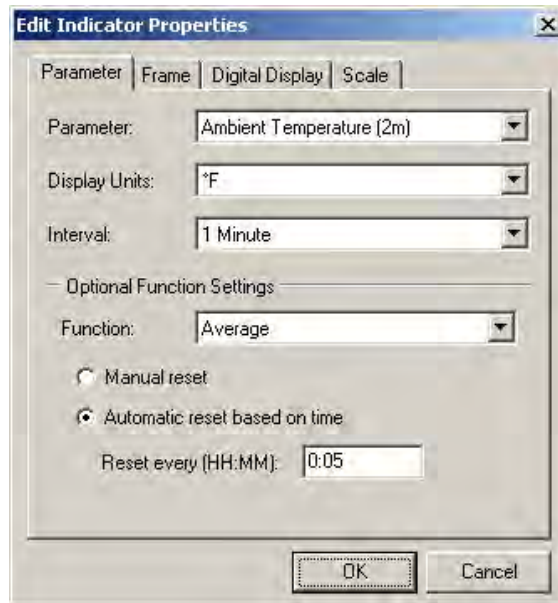 Edit Indicator Properties
Parameter Frame Digital Display Scale
Parameter: Ambient Temperature (2m)
Display Units: °F
Interval: 1 Minute
Optional Function Settings
Function: Average
Manual reset
Automatic reset based on time
Reset every (HH:MM): 0:05
OK Cancel